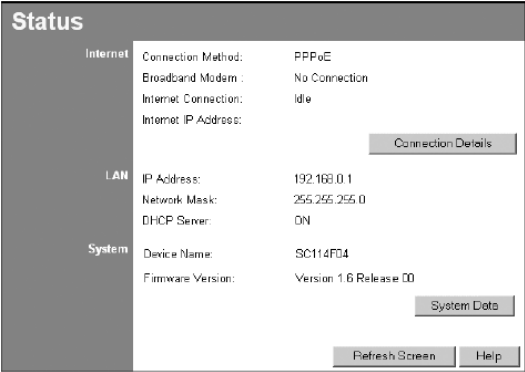 Status
Internet
Connection Method: PPPoE
Broadband Modem : No Connection
Internet Connection: Idle
Internet IP Address:
Connection Details
LAN
IP Address: 192.168.0.1
Network Mask: 255.255.255.0
DHCP Server: ON
System
Device Name: SC114F04
Firmware Version: Version 1.6 Release 00
System Data
Refresh Screen Help